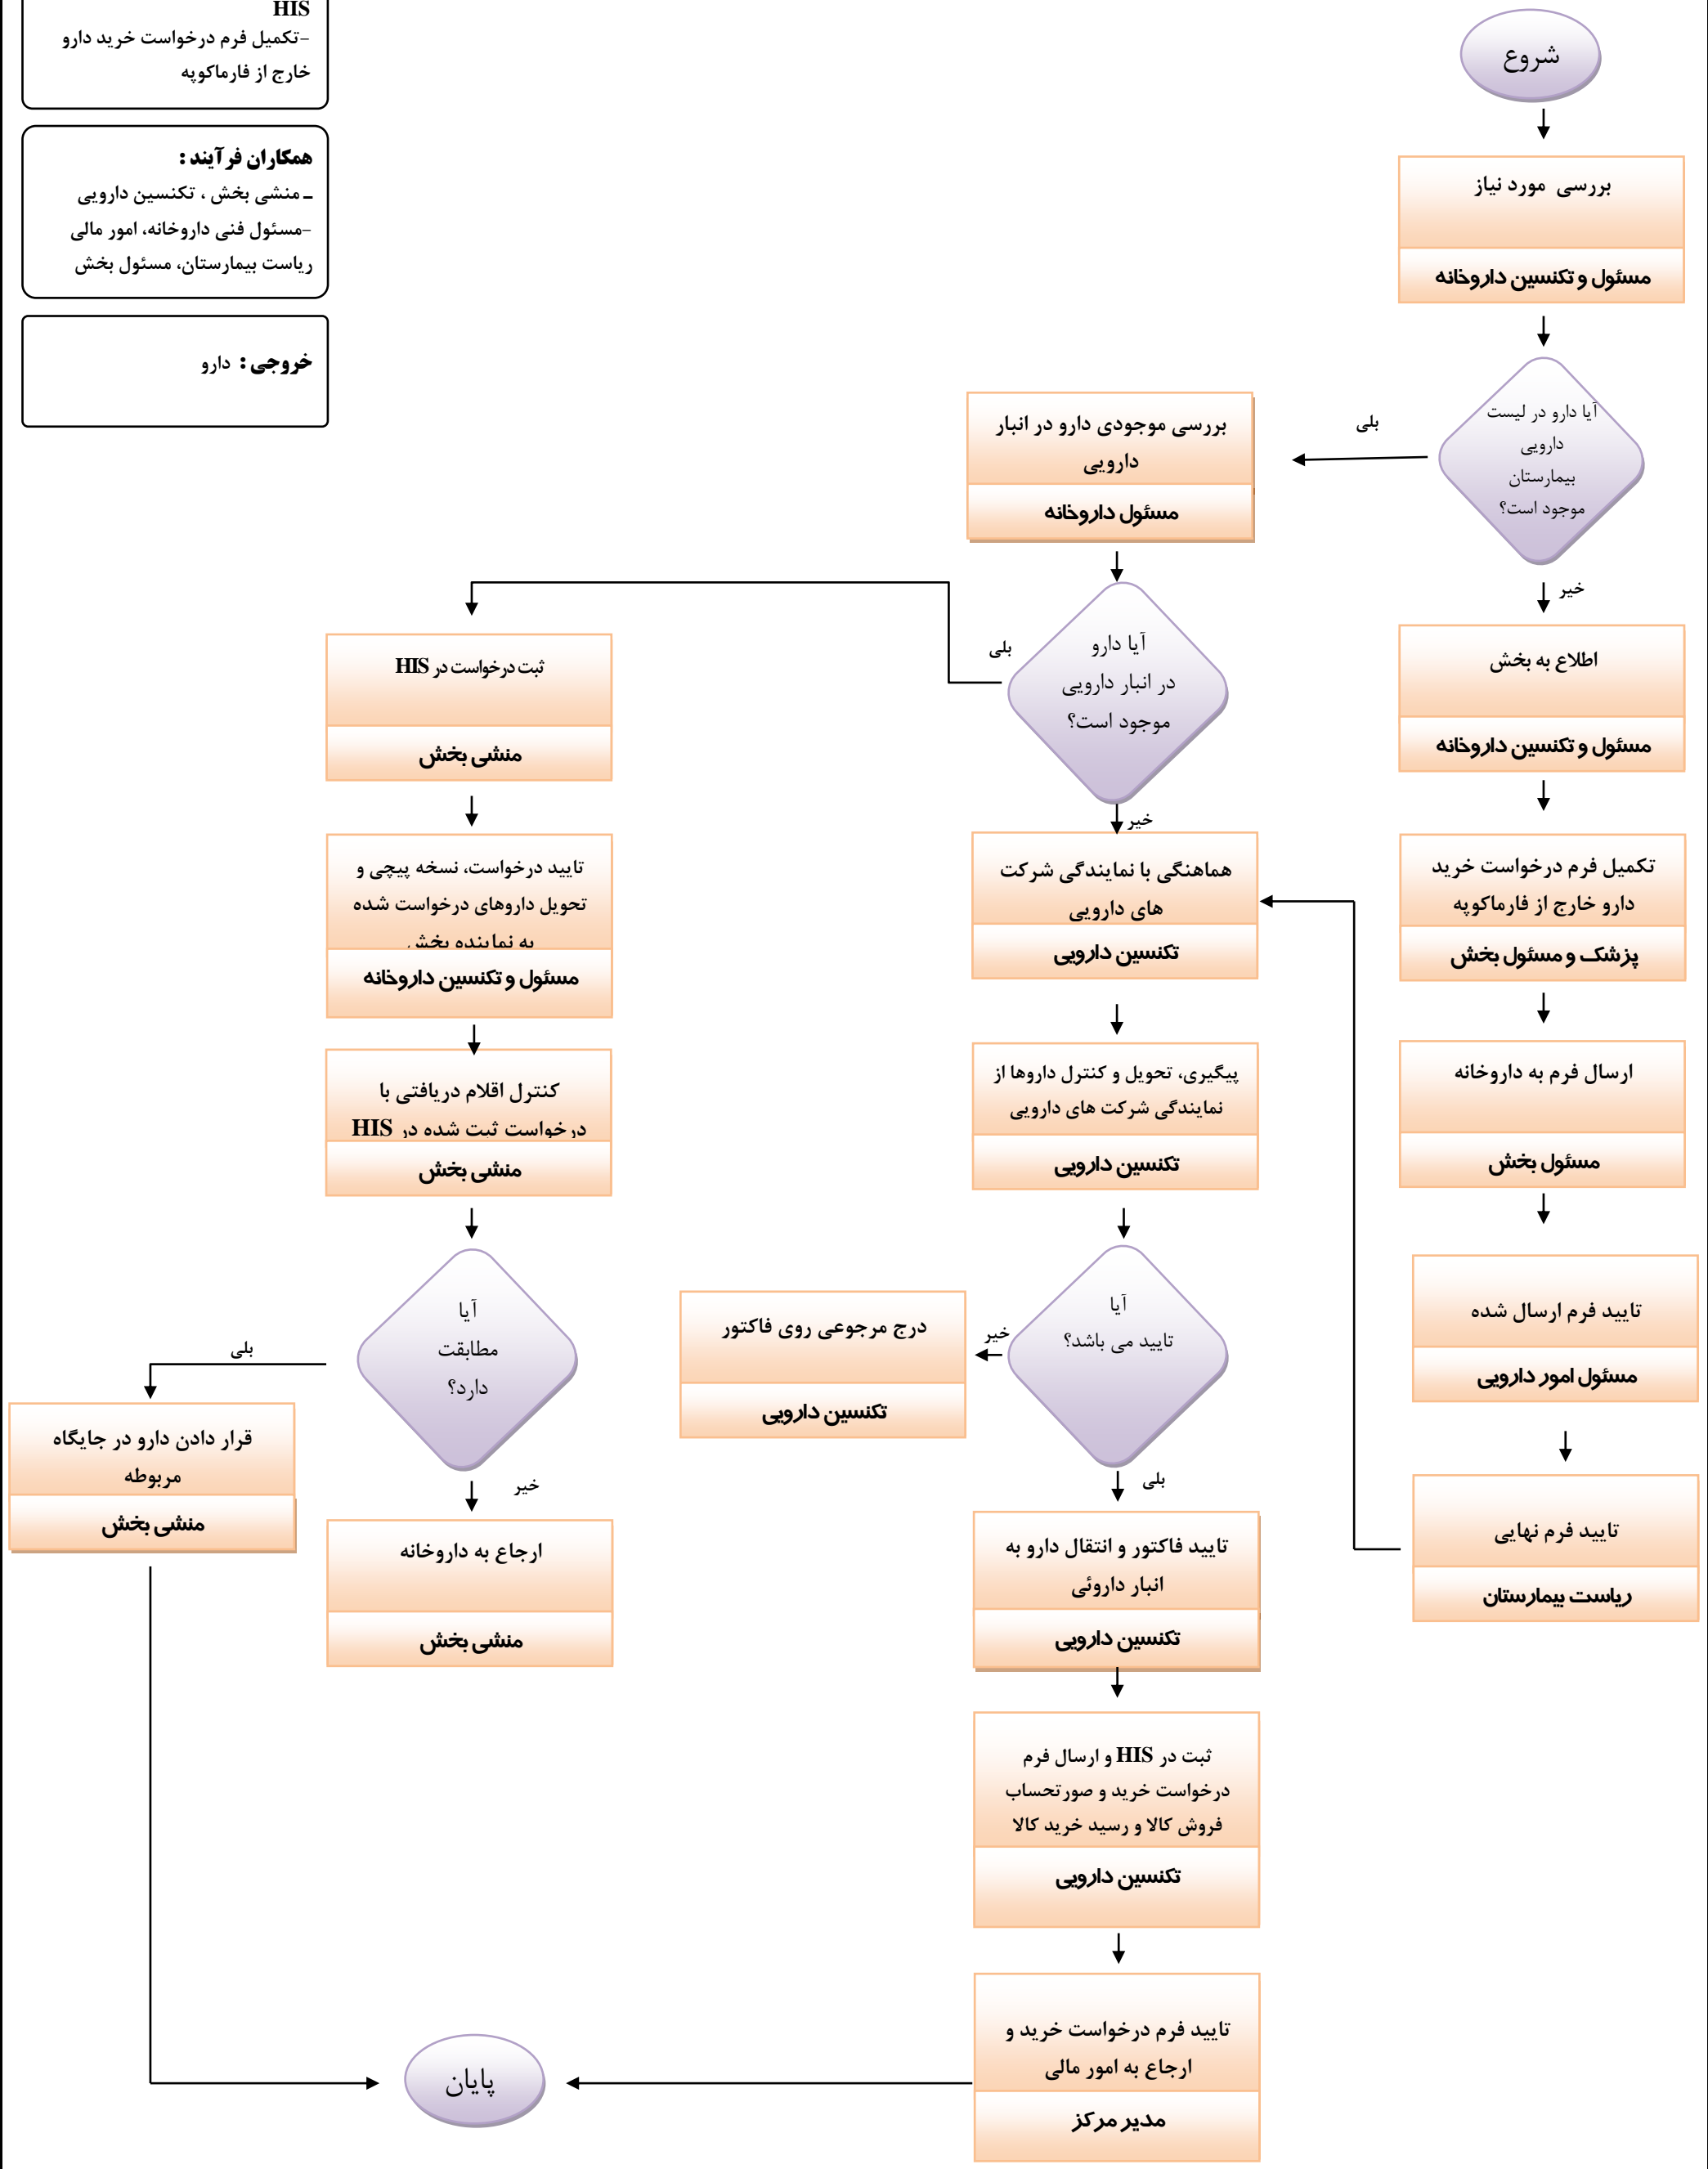 HIS
-تکمیل فرم درخواست خرید دارو
خارج از فارماکوپه
همکاران فرآیند :
ـ منشی بخش ، تکنسین دارویی
-مسئول فنی داروخانه، امور مالی
ریاست بیمارستان، مسئول بخش
خروجی : دارو
شروع
بررسی مورد نیاز
مسئول و تکنسین داروخانه
آیا دارو در لیست
دارویی
بیمارستان
موجود است؟
بلی
خیر
بررسی موجودی دارو در انبار
دارویی
مسئول داروخانه
آیا دارو
در انبار دارویی
موجود است؟
بلی
خیر
اطلاع به بخش
مسئول و تکنسین داروخانه
تکمیل فرم درخواست خرید
دارو خارج از فارماکوپه
پزشک و مسئول بخش
ارسال فرم به داروخانه
مسئول بخش
تایید فرم ارسال شده
مسئول امور دارویی
تایید فرم نهایی
ریاست بیمارستان
هماهنگی با نمایندگی شرکت
های دارویی
تکنسین دارویی
پیگیری، تحویل و کنترل داروها از
نمایندگی شرکت های دارویی
تکنسین دارویی
آیا
تایید می باشد؟
خیر
بلی
درج مرجوعی روی فاکتور
تکنسین دارویی
تایید فاکتور و انتقال دارو به
انبار داروئی
تکنسین دارویی
ثبت در HIS و ارسال فرم
درخواست خرید و صورتحساب
فروش کالا و رسید خرید کالا
تکنسین دارویی
تایید فرم درخواست خرید و
ارجاع به امور مالی
مدیر مرکز
ثبت درخواست در HIS
منشی بخش
تایید درخواست، نسخه پیچی و
تحویل داروهای درخواست شده
به نماینده بخش
مسئول و تکنسین داروخانه
کنترل اقلام دریافتی با
درخواست ثبت شده در HIS
منشی بخش
آیا
مطابقت
دارد؟
بلی
خیر
قرار دادن دارو در جایگاه
مربوطه
منشی بخش
ارجاع به داروخانه
منشی بخش
پایان